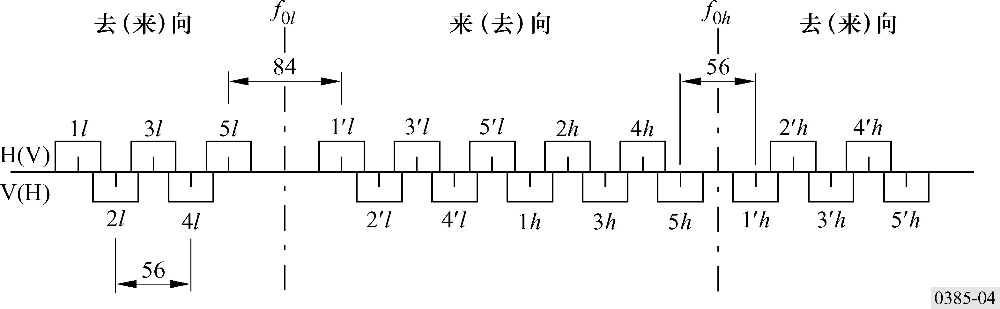 去(来)向 f0l 来(去)向 f0h 去(来)向
84 56
1l 3l 5l 1′l 3′l 5′l 2h 4h 2′h 4′h
H(V)
V(H)
2l 4l 2′l 4′l 1h 3h 5h 1′h 3′h 5′h
56
0385-04